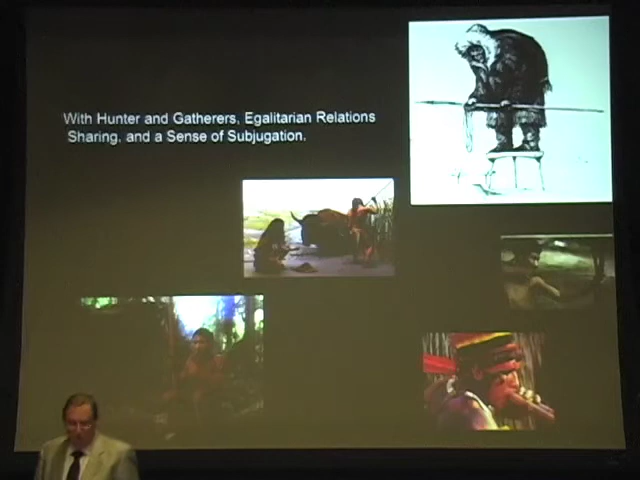 With Hunter and Gatherers, Egalitarian Relations
Sharing, and a Sense of Subjugation.